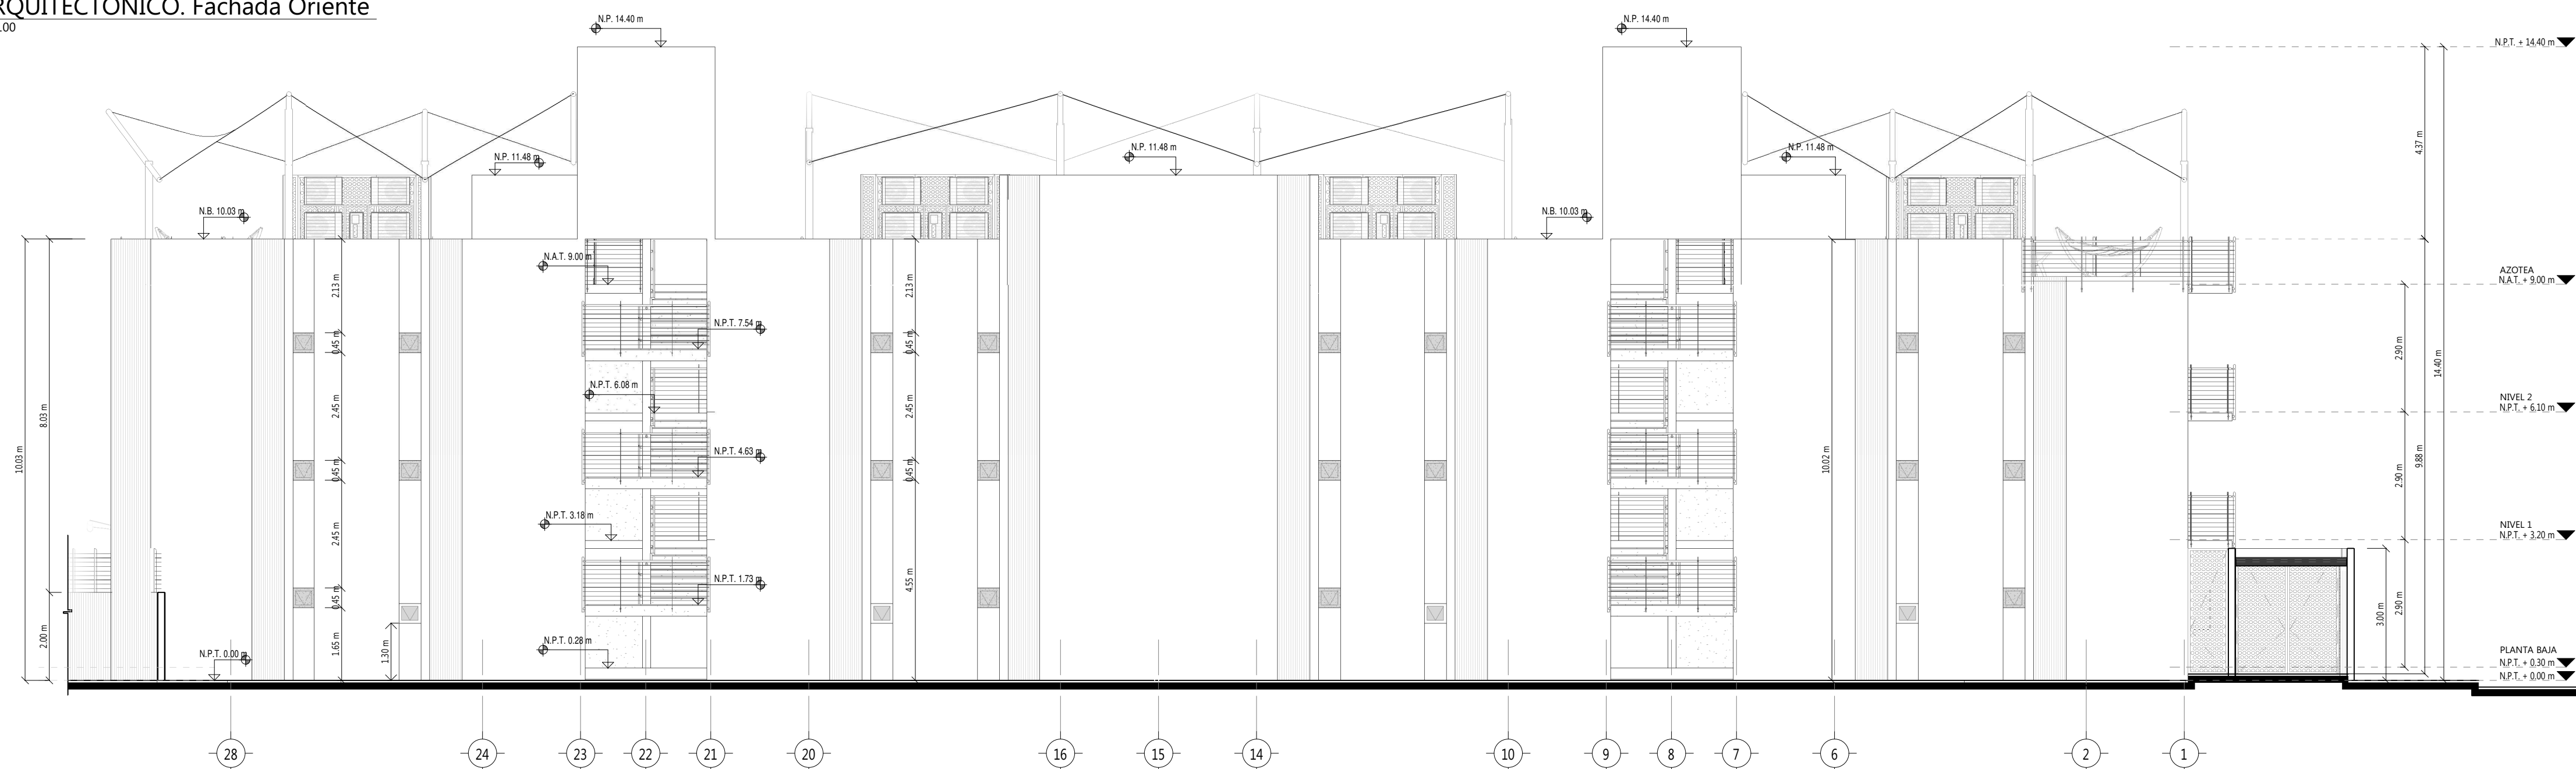 RQUITECTÓNICO. Fachada Oriente
.00
N.P. 14.40 m
N.P. 14.40 m
N.P.T. + 14.40 m
4.37 m
N.P. 11.48 m
N.P. 11.48 m
N.P. 11.48 m
N.B. 10.03 m
N.B. 10.03 m
N.A.T. 9.00 m
AZOTEA
N.A.T. + 9.00 m
2.13 m
2.13 m
N.P.T. 7.54 m
0.45 m
0.45 m
2.90 m
14.40 m
N.P.T. 6.08 m
NIVEL 2
N.P.T. + 6.10 m
8.03 m
2.45 m
2.45 m
10.03 m
N.P.T. 4.63 m
10.02 m
9.88 m
0.45 m
0.45 m
2.90 m
N.P.T. 3.18 m
NIVEL 1
N.P.T. + 3.20 m
2.45 m
4.55 m
N.P.T. 1.73 m
0.45 m
3.00 m
2.90 m
2.00 m
1.65 m
1.30 m
N.P.T. 0.28 m
N.P.T. 0.00 m
PLANTA BAJA
N.P.T. + 0.30 m
N.P.T. + 0.00 m
28 24 23 22 21 20 16 15 14 10 9 8 7 6 2 1